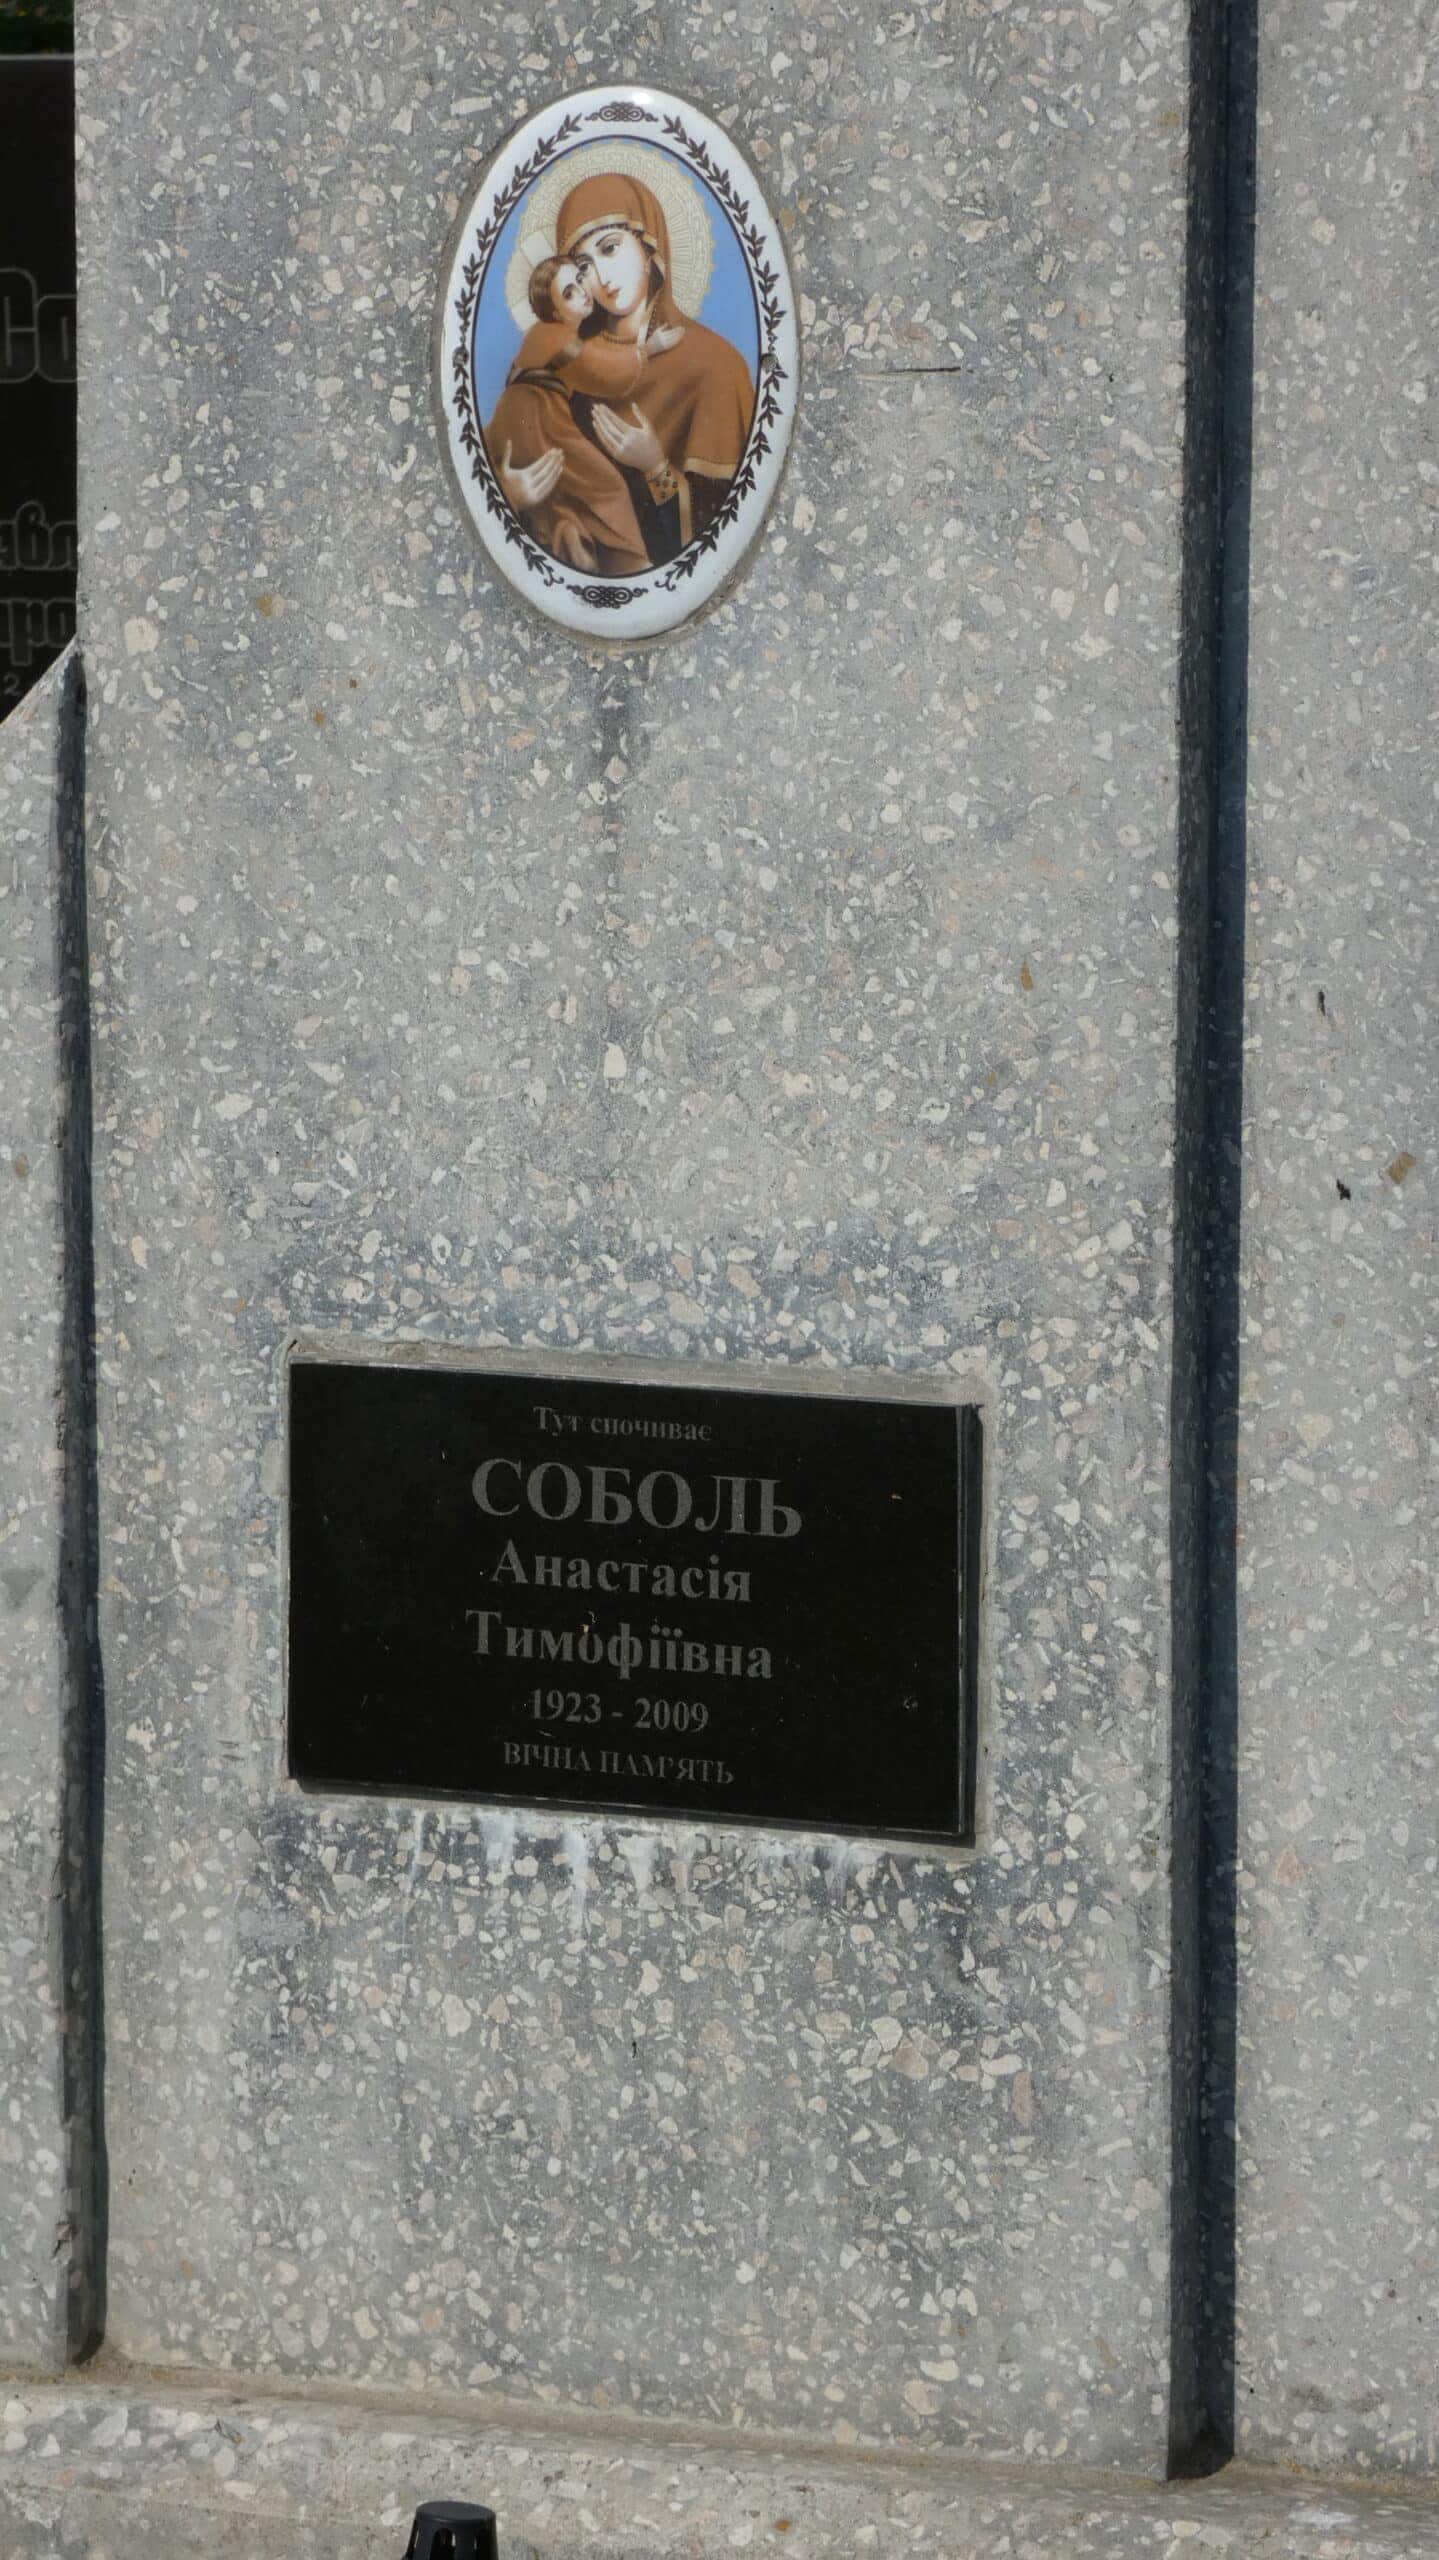 Тут спочиває
СОБОЛЬ
Анастасія
Тимофіївна
1923 - 2009
ВІЧНА ПАМ'ЯТЬ